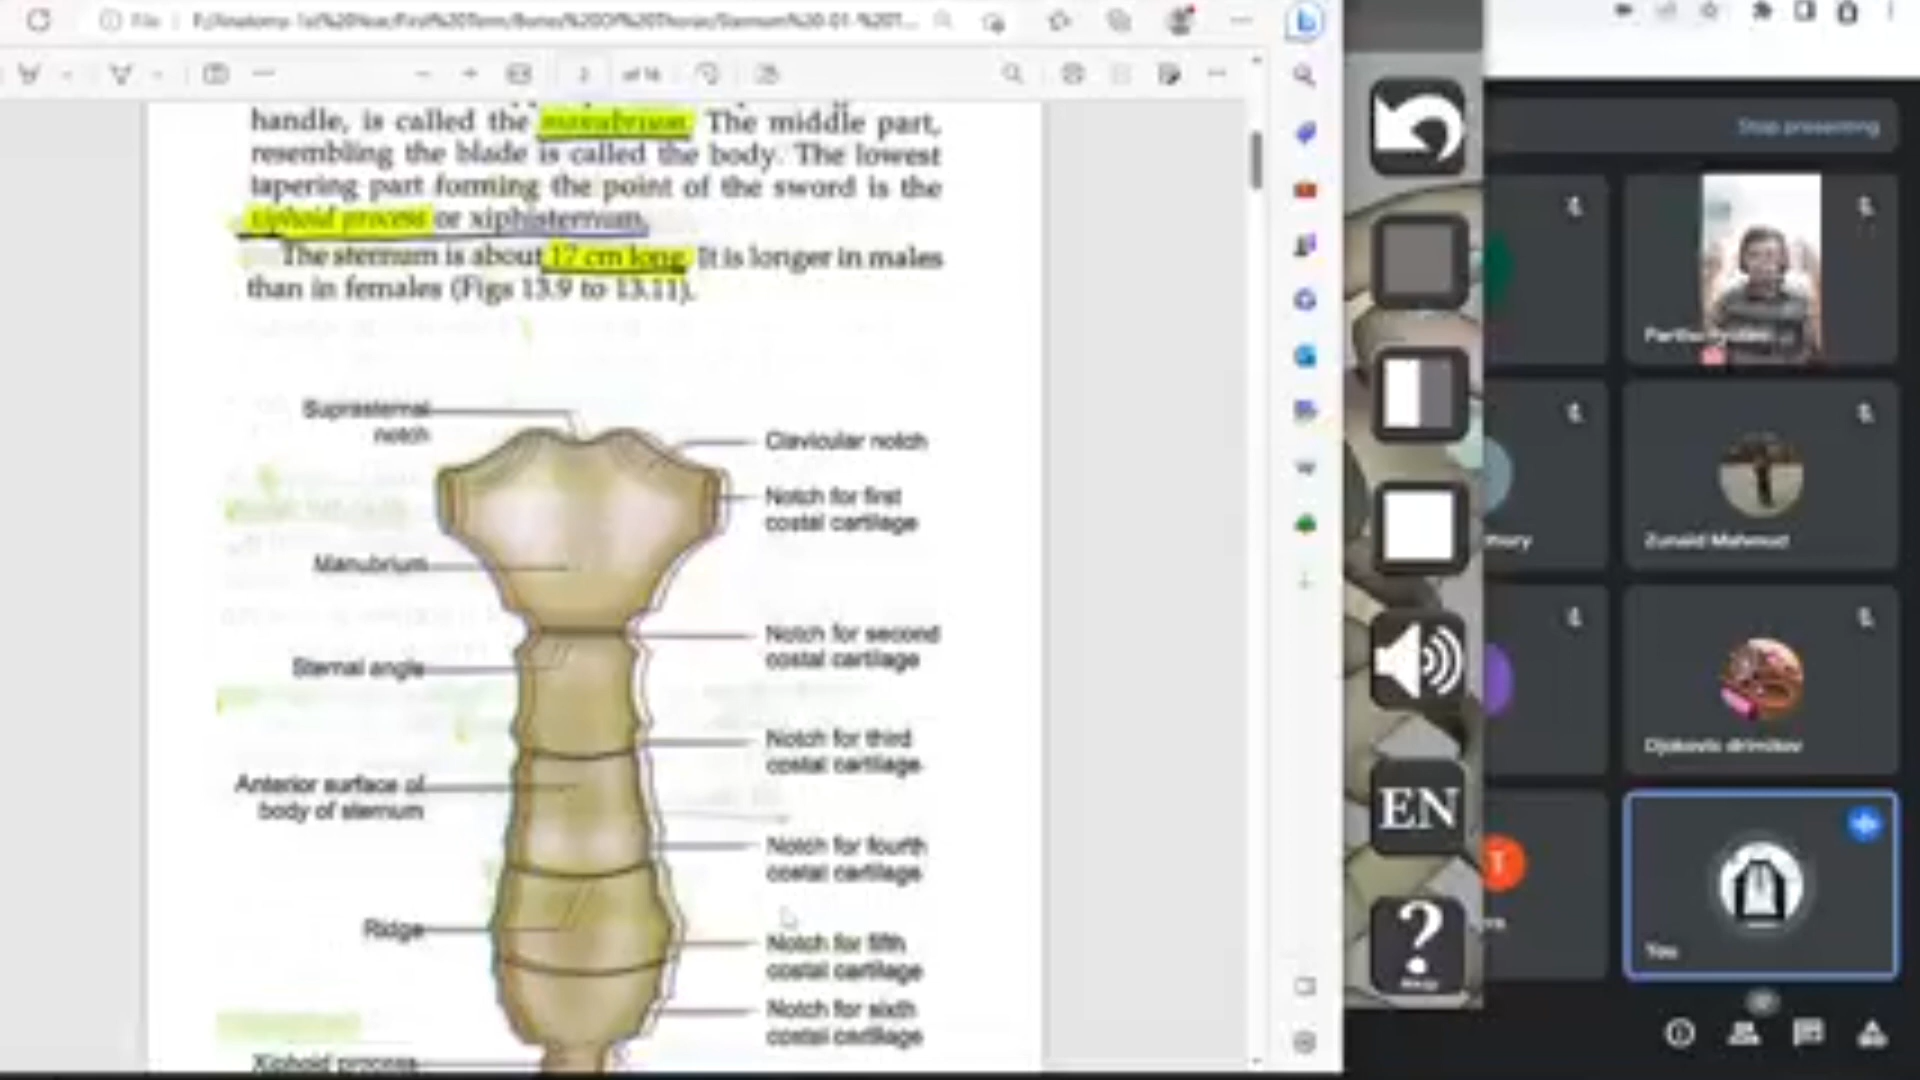 File
of 16
handle, is called the manubrium. The middle part,
resembling the blade is called the body. The lowest
tapering part forming the point of the sword is the
xiphoid process or xiphisternum.
The sternum is about 17 cm long. It is longer in males
than in females (Figs 13.9 to 13.11).
Suprasternal
notch
Clavicular notch
Notch for first
costal cartilage
Manubrium
Notch for second
costal cartilage
Sternal angle
Notch for third
costal cartilage
Anterior surface of
body of sternum
Notch for fourth
costal cartilage
Ridge
Notch for fifth
costal cartilage
Notch for sixth
costal cartilage
Xiphoid process
EN
?
Stop presenting
Zunaid Mahmud
T
You